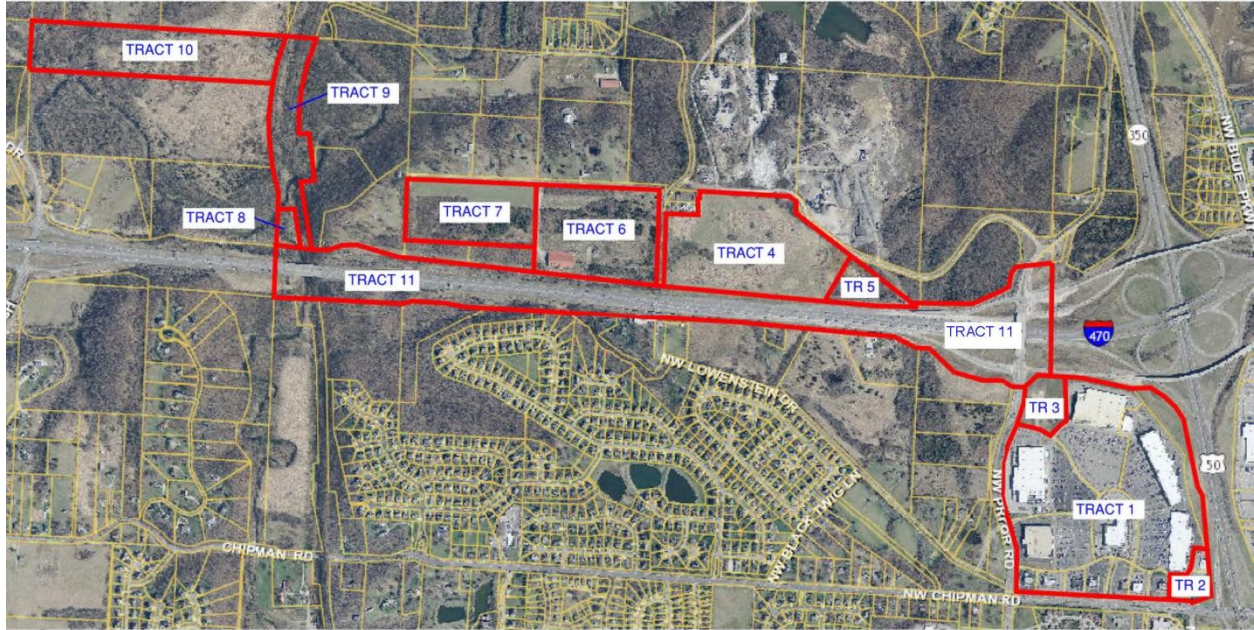 TRACT 10
TRACT 9
350
NW BLUE PKWY
DR
TRACT 8
TRACT 7
TRACT 6
TRACT 4
TR 5
TRACT 11
TRACT 11
470
NW LOWENSTEIN DR
TR 3
50
NW PRYOR RD
TRACT 1
NW BLACK TWIG LN
CHIPMAN RD
NW CHIPMAN RD
TR 2